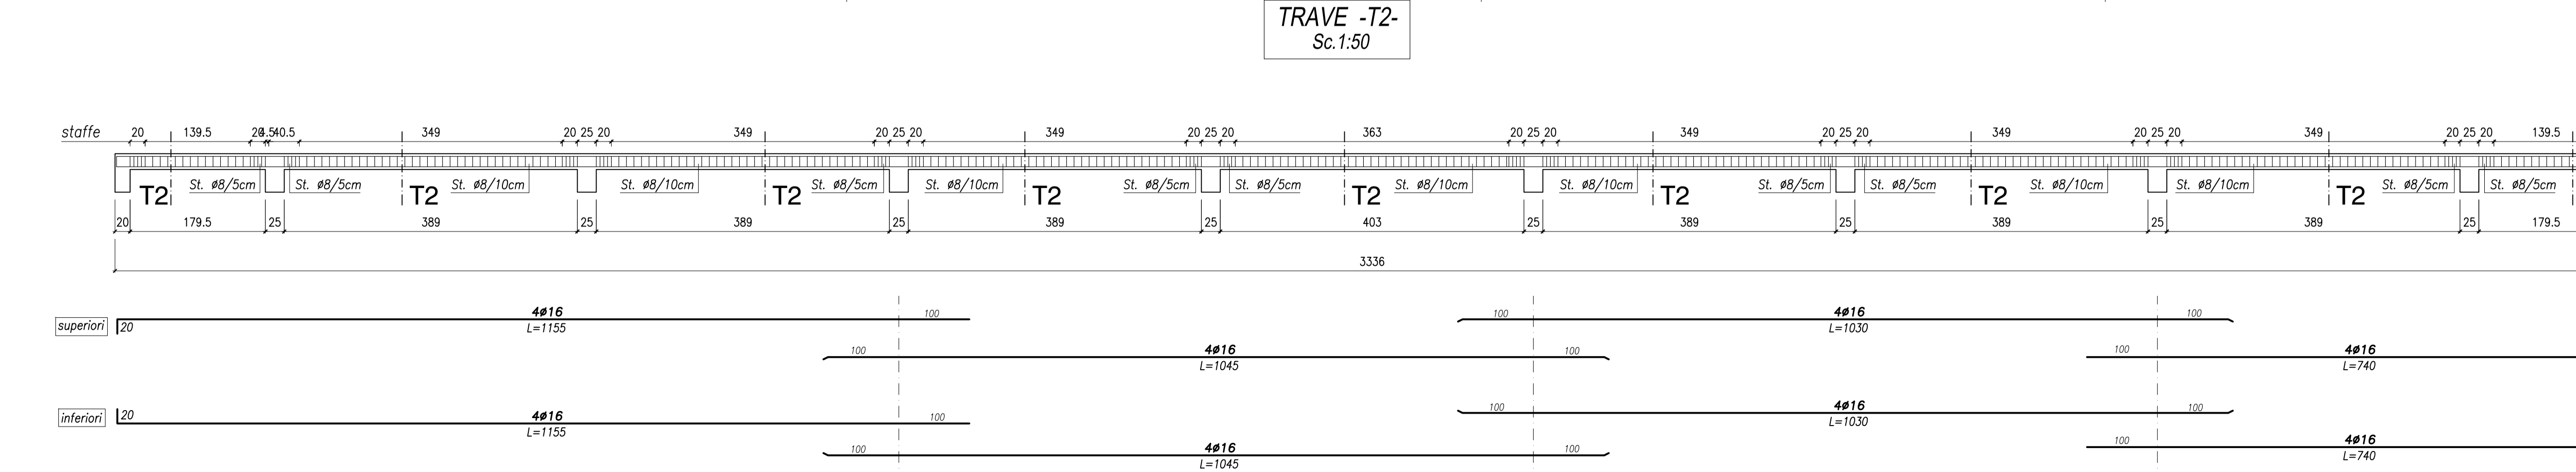 TRAVE -T2-
Sc.1:50
staffe 20 139.5 20 4.5 40.5 349 20 25 20 349 20 25 20 349 20 25 20 363 20 25 20 349 20 25 20 349 20 25 20 349 20 25 20 139.5
T2 St. ø8/5cm St. ø8/5cm T2 St. ø8/10cm St. ø8/10cm T2 St. ø8/5cm St. ø8/10cm T2 St. ø8/5cm St. ø8/5cm T2 St. ø8/10cm St. ø8/10cm T2 St. ø8/5cm St. ø8/5cm T2 St. ø8/10cm St. ø8/10cm T2 St. ø8/5cm St. ø8/5cm
20 179.5 25 389 25 389 25 389 25 403 25 389 25 389 25 389 25 179.5
3336
superiori 20 4ø16 100 100 4ø16 100
L=1155 L=1030
100 4ø16 100 100 4ø16
L=1045 L=740
inferiori 20 4ø16 100 100 4ø16 100
L=1155 L=1030
100 4ø16 100 100 4ø16
L=1045 L=740